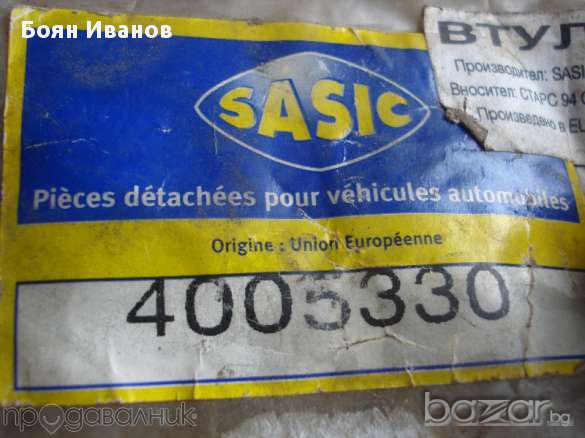 Боян Иванов
ВТУЛ
Производител: SASI
Вносител: СТАРС 94
Произведено в EU
SASIC
Pièces détachées pour véhicules automobiles
Origine : Union Européenne
4005330
продавалник
bazar.bg